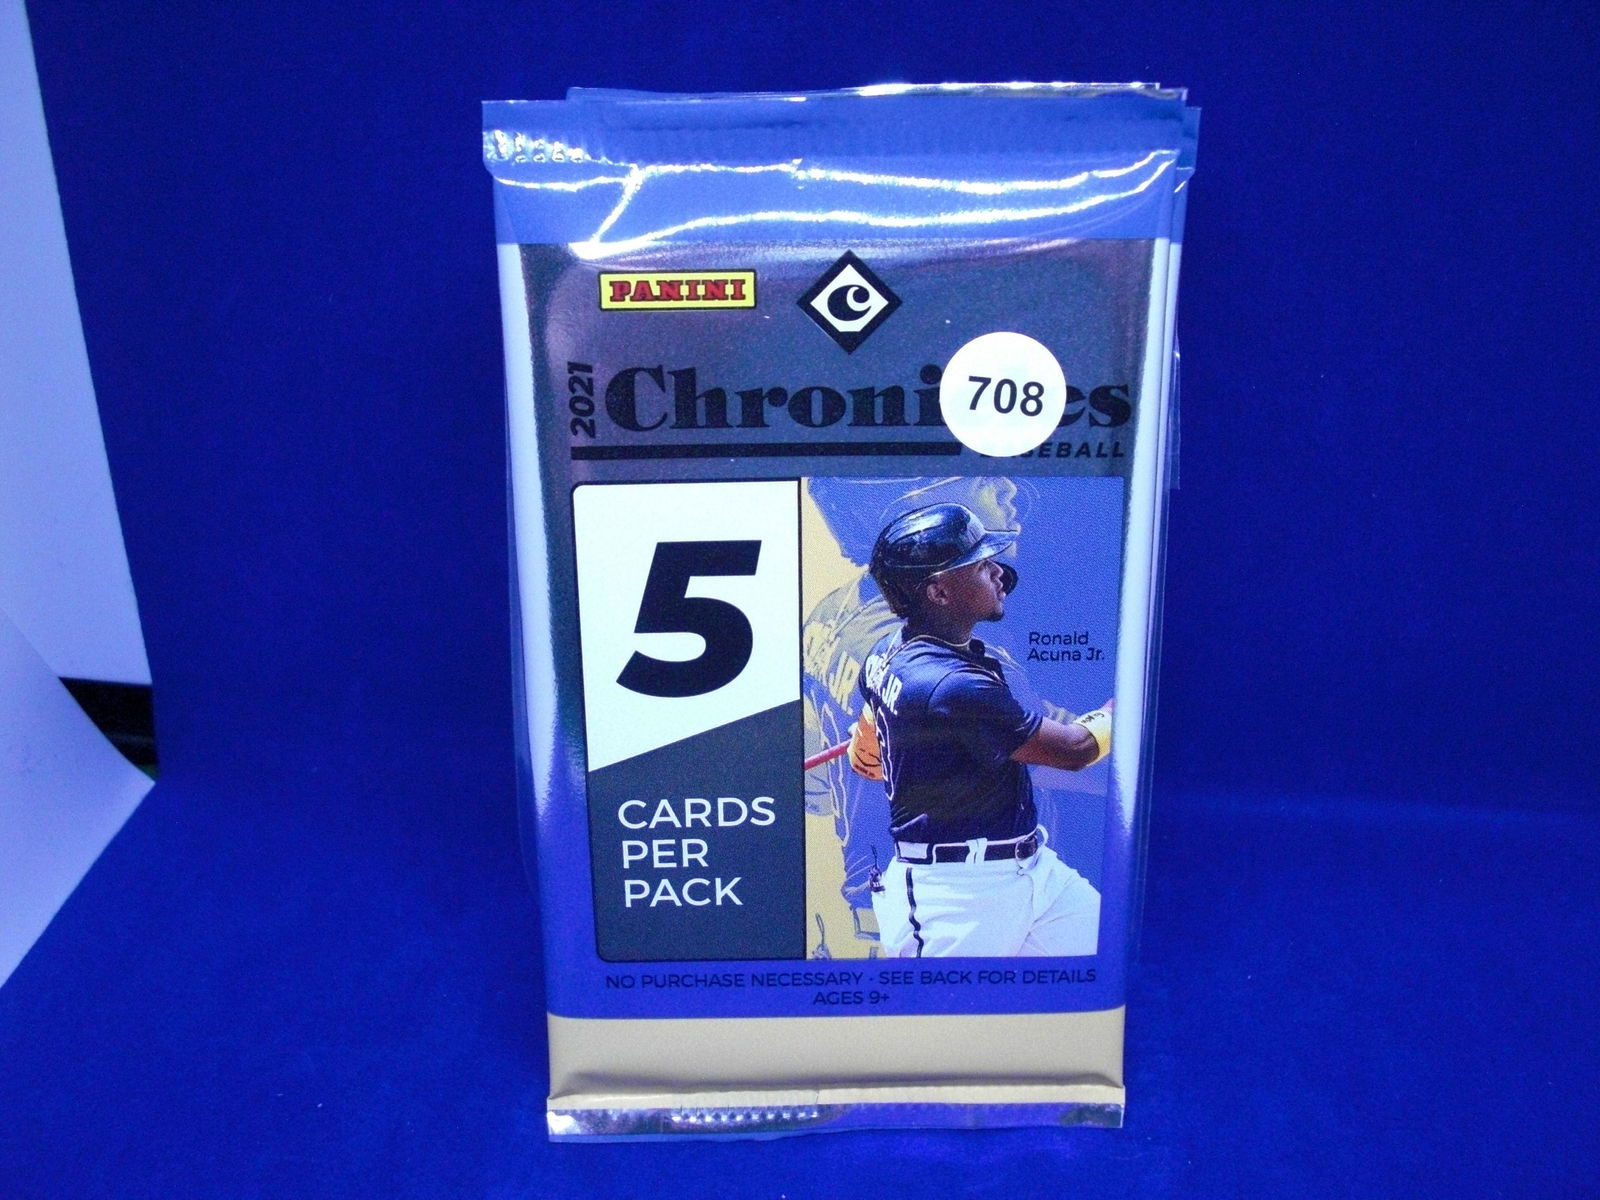 PANINI
C
2021
Chroni es
708
BASEBALL
5
CARDS
PER
PACK
Ronald
Acuna Jr.
NO PURCHASE NECESSARY - SEE BACK FOR DETAILS
AGES 9+